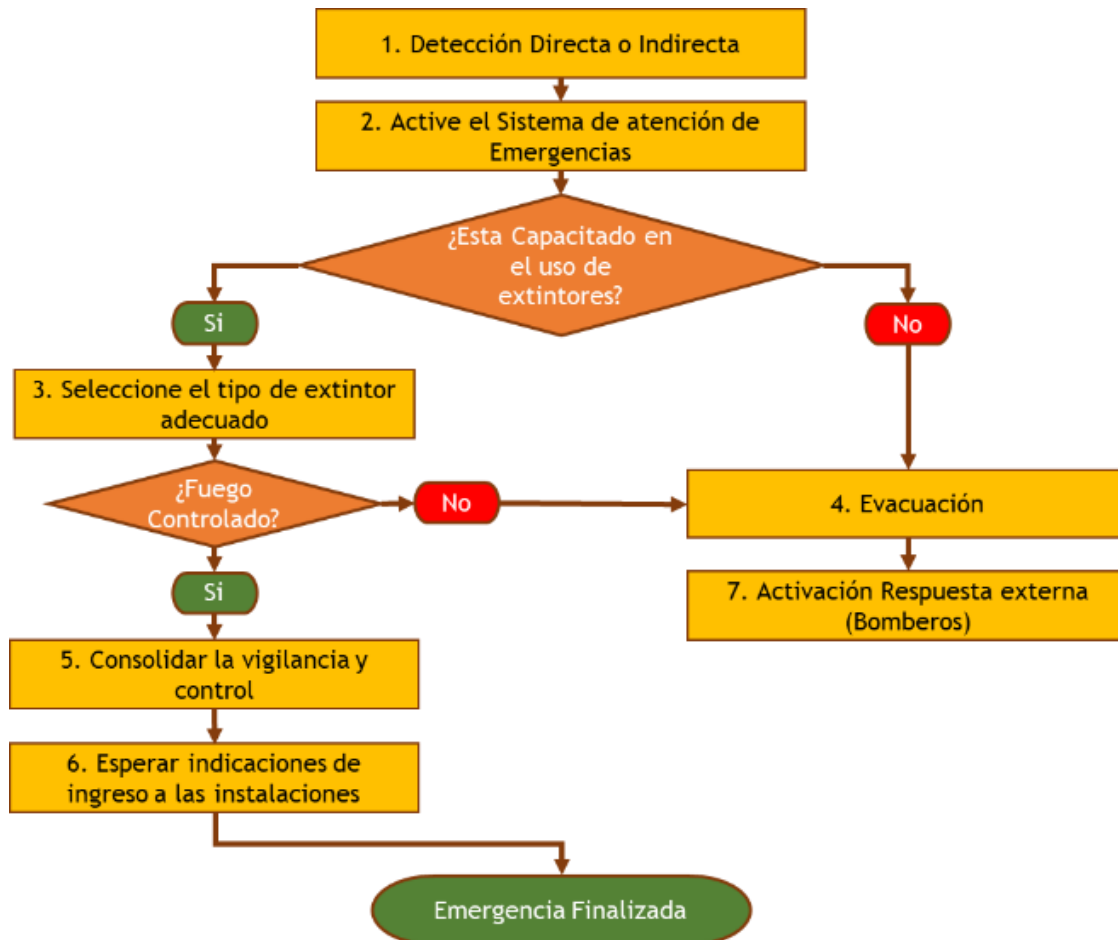 1. Detección Directa o Indirecta
2. Active el Sistema de atención de
Emergencias
¿Esta Capacitado en
el uso de
extintores?
Si
No
3. Seleccione el tipo de extintor
adecuado
¿Fuego
Controlado?
No
4. Evacuación
Si
7. Activación Respuesta externa
(Bomberos)
5. Consolidar la vigilancia y
control
6. Esperar indicaciones de
ingreso a las instalaciones
Emergencia Finalizada